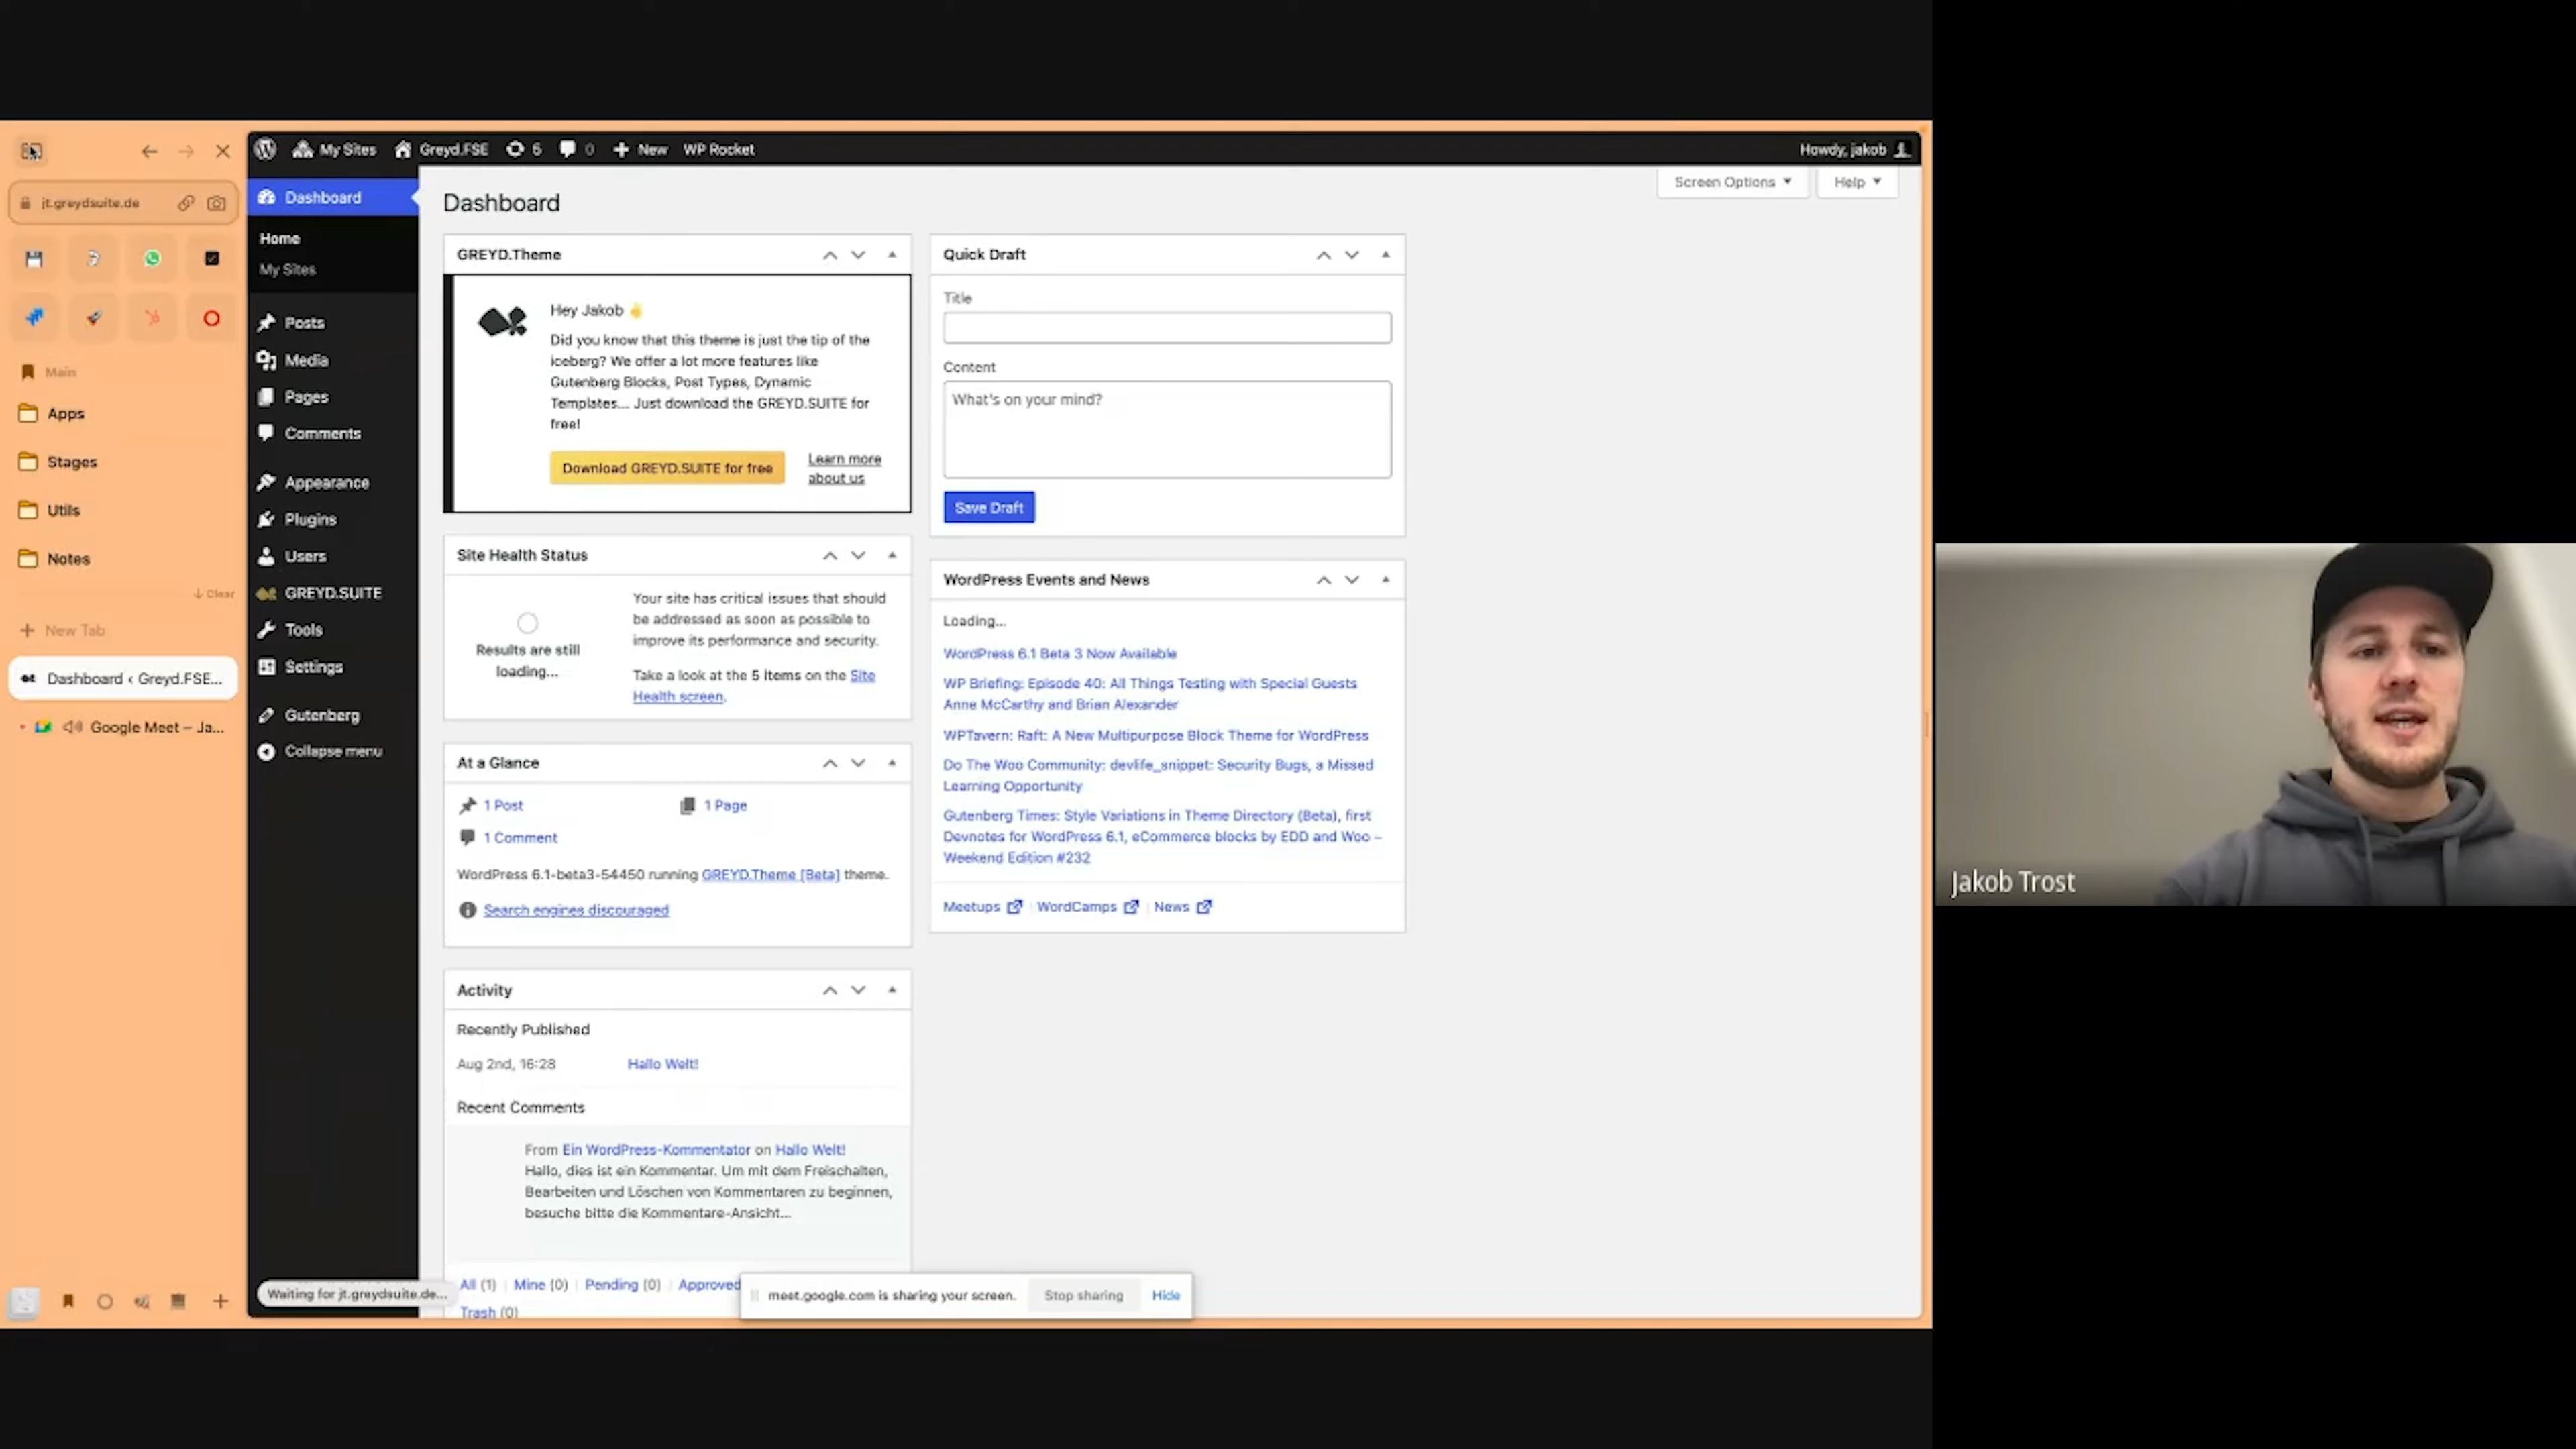 My Sites
Greyd.FSE
5
0
New
WP Rocket
Howdy, jakob
jt.greydsuite.de
Main
Apps
Stages
Utils
Notes
Clear
New Tab
Dashboard ‹ Greyd.FSE...
Google Meet – Ja...
Dashboard
Home
My Sites
Posts
Media
Pages
Comments
Appearance
Plugins
Users
GREYD.SUITE
Tools
Settings
Gutenberg
Collapse menu
Waiting for jt.greydsuite.de...
Dashboard
Screen Options
Help
GREYD.Theme
Hey Jakob
Did you know that this theme is just the tip of the
iceberg? We offer a lot more features like
Gutenberg Blocks, Post Types, Dynamic
Templates... Just download the GREYD.SUITE for
free!
Download GREYD.SUITE for free
Learn more
about us
Site Health Status
Results are still
loading...
Your site has critical issues that should
be addressed as soon as possible to
improve its performance and security.
Take a look at the 5 items on the Site
Health screen.
At a Glance
1 Post
1 Page
1 Comment
WordPress 6.1-beta3-54450 running GREYD.Theme [Beta] theme.
Search engines discouraged
Activity
Recently Published
Aug 2nd, 16:28
Hallo Welt!
Recent Comments
From Ein WordPress-Kommentator on Hallo Welt!
Hallo, dies ist ein Kommentar. Um mit dem Freischalten,
Bearbeiten und Löschen von Kommentaren zu beginnen,
besuche bitte die Kommentare-Ansicht...
All (1) | Mine (0) | Pending (0) | Approved
Trash (0)
Quick Draft
Title
Content
What's on your mind?
Save Draft
WordPress Events and News
Loading...
WordPress 6.1 Beta 3 Now Available
WP Briefing: Episode 40: All Things Testing with Special Guests
Anne McCarthy and Brian Alexander
WPTavern: Raft: A New Multipurpose Block Theme for WordPress
Do The Woo Community: devlife_snippet: Security Bugs, a Missed
Learning Opportunity
Gutenberg Times: Style Variations in Theme Directory (Beta), first
Devnotes for WordPress 6.1, eCommerce blocks by EDD and Woo –
Weekend Edition #232
Meetups | WordCamps | News
meet.google.com is sharing your screen.
Stop sharing
Hide
Jakob Trost